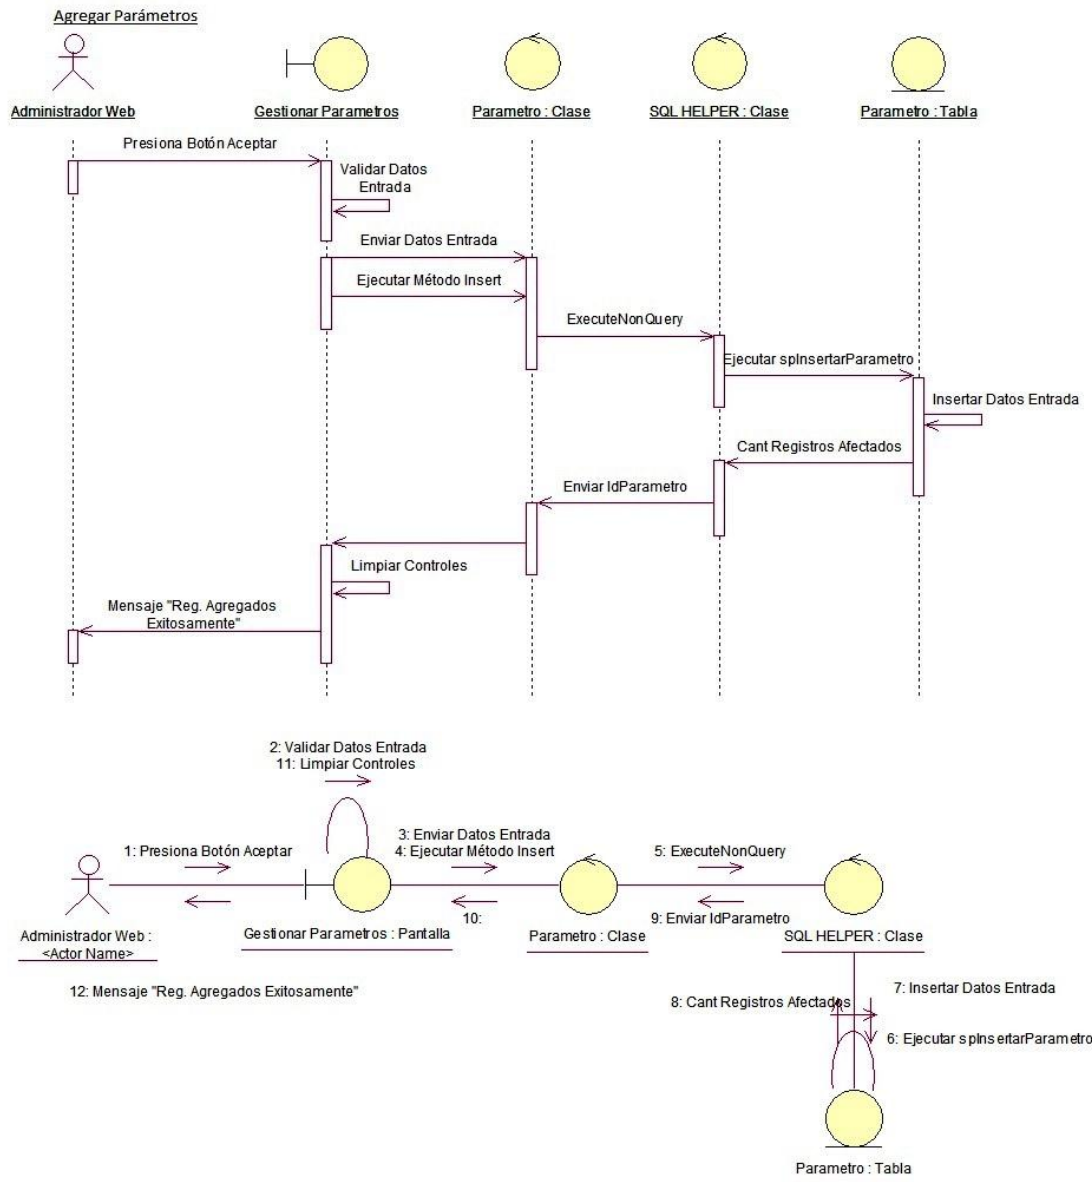 Agregar Parámetros
Administrador Web
Gestionar Parametros
Parametro : Clase
SQL HELPER : Clase
Parametro : Tabla
Presiona Botón Aceptar
Validar Datos
Entrada
Enviar Datos Entrada
Ejecutar Método Insert
ExecuteNonQuery
Ejecutar spInsertarParametro
Insertar Datos Entrada
Cant Registros Afectados
Enviar IdParametro
Limpiar Controles
Mensaje "Reg. Agregados
Exitosamente"
2: Validar Datos Entrada
11: Limpiar Controles
1: Presiona Botón Aceptar
3: Enviar Datos Entrada
4: Ejecutar Método Insert
5: ExecuteNonQuery
10:
9: Enviar IdParametro
Administrador Web :
<Actor Name>
Gestionar Parametros : Pantalla
Parametro : Clase
SQL HELPER : Clase
12: Mensaje "Reg. Agregados Exitosamente"
7: Insertar Datos Entrada
8: Cant Registros Afectados
6: Ejecutar spInsertarParametro
Parametro : Tabla